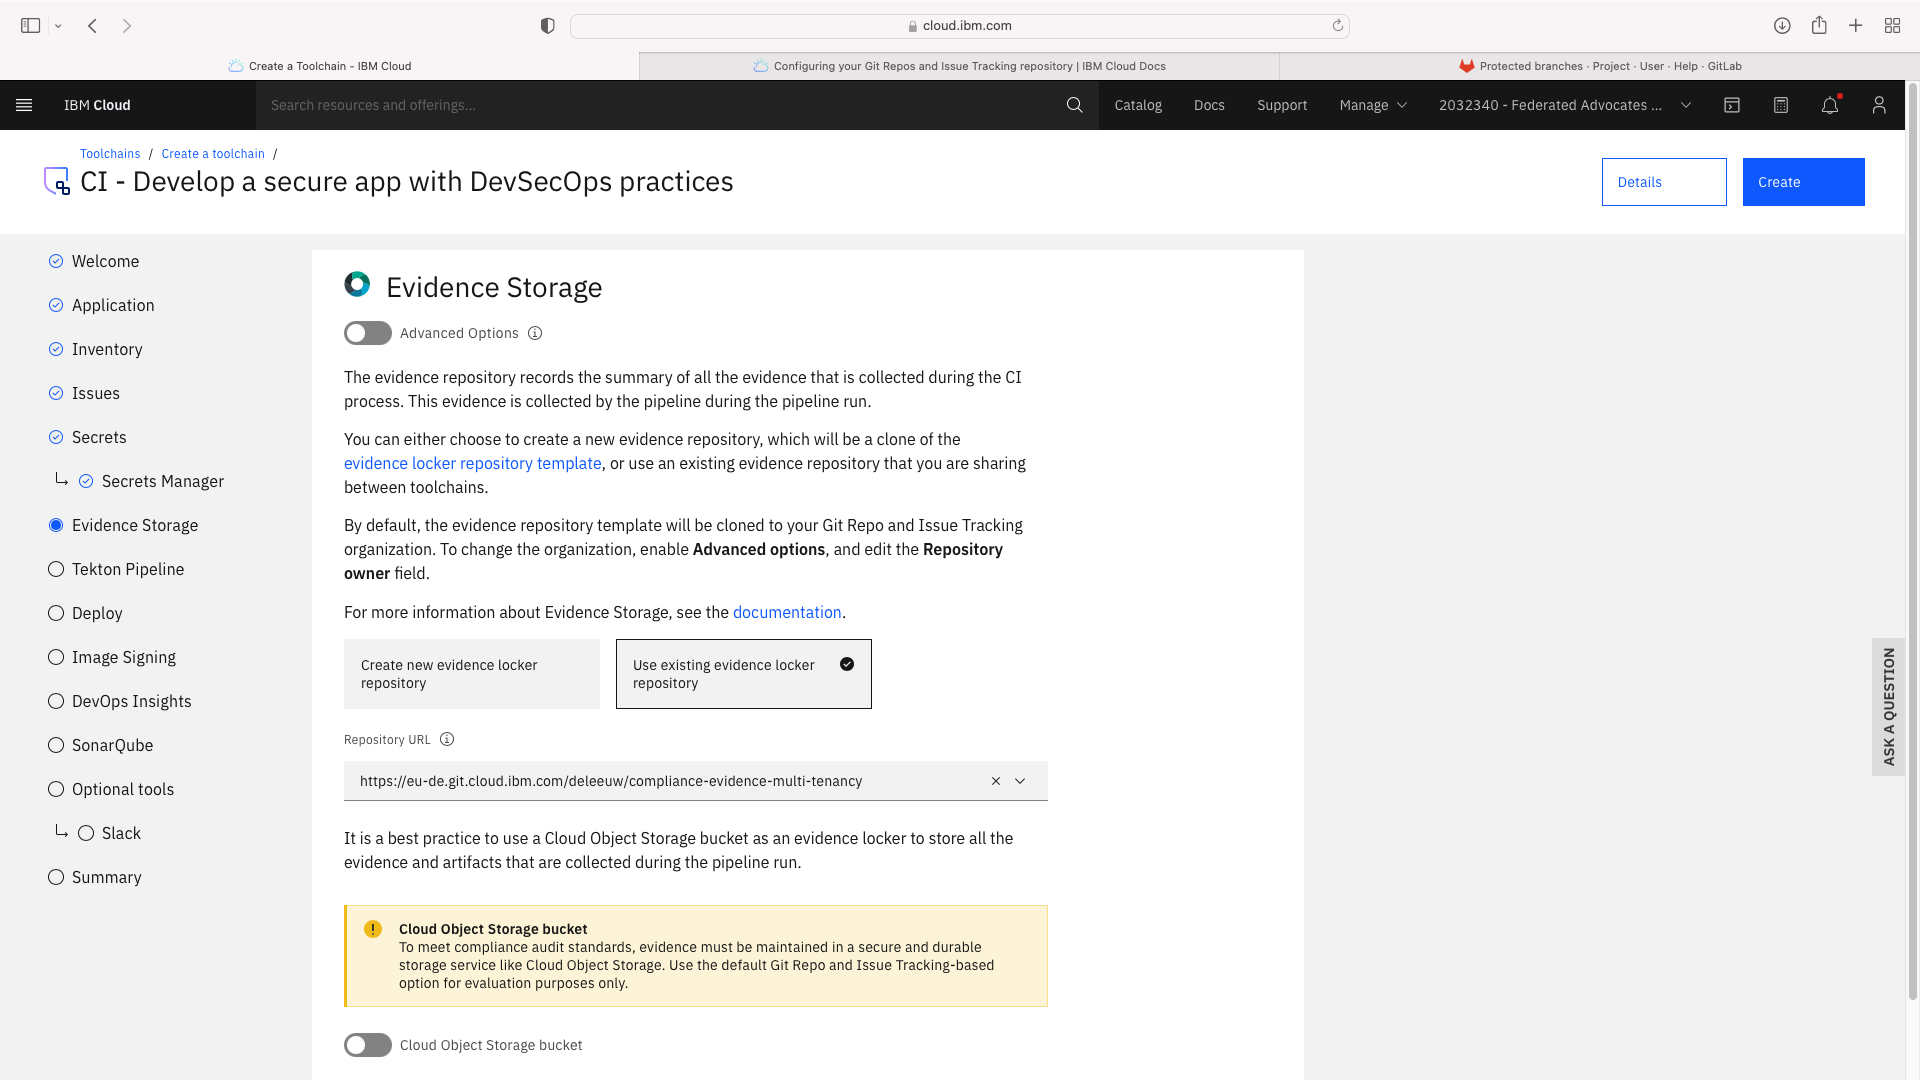 cloud.ibm.com
Create a Toolchain - IBM Cloud
Configuring your Git Repos and Issue Tracking repository | IBM Cloud Docs
Protected branches · Project · User · Help · GitLab
IBM Cloud
Search resources and offerings...
Catalog
Docs
Support
Manage
2032340 - Federated Advocates ...
Toolchains / Create a toolchain /
CI - Develop a secure app with DevSecOps practices
Details
Create
Welcome
Application
Inventory
Issues
Secrets
Secrets Manager
Evidence Storage
Tekton Pipeline
Deploy
Image Signing
DevOps Insights
SonarQube
Optional tools
Slack
Summary
Evidence Storage
Advanced Options
The evidence repository records the summary of all the evidence that is collected during the CI
process. This evidence is collected by the pipeline during the pipeline run.
You can either choose to create a new evidence repository, which will be a clone of the
evidence locker repository template, or use an existing evidence repository that you are sharing
between toolchains.
By default, the evidence repository template will be cloned to your Git Repo and Issue Tracking
organization. To change the organization, enable Advanced options, and edit the Repository
owner field.
For more information about Evidence Storage, see the documentation.
Create new evidence locker
repository
Use existing evidence locker
repository
Repository URL
https://eu-de.git.cloud.ibm.com/deleeuw/compliance-evidence-multi-tenancy
It is a best practice to use a Cloud Object Storage bucket as an evidence locker to store all the
evidence and artifacts that are collected during the pipeline run.
Cloud Object Storage bucket
To meet compliance audit standards, evidence must be maintained in a secure and durable
storage service like Cloud Object Storage. Use the default Git Repo and Issue Tracking-based
option for evaluation purposes only.
Cloud Object Storage bucket
ASK A QUESTION